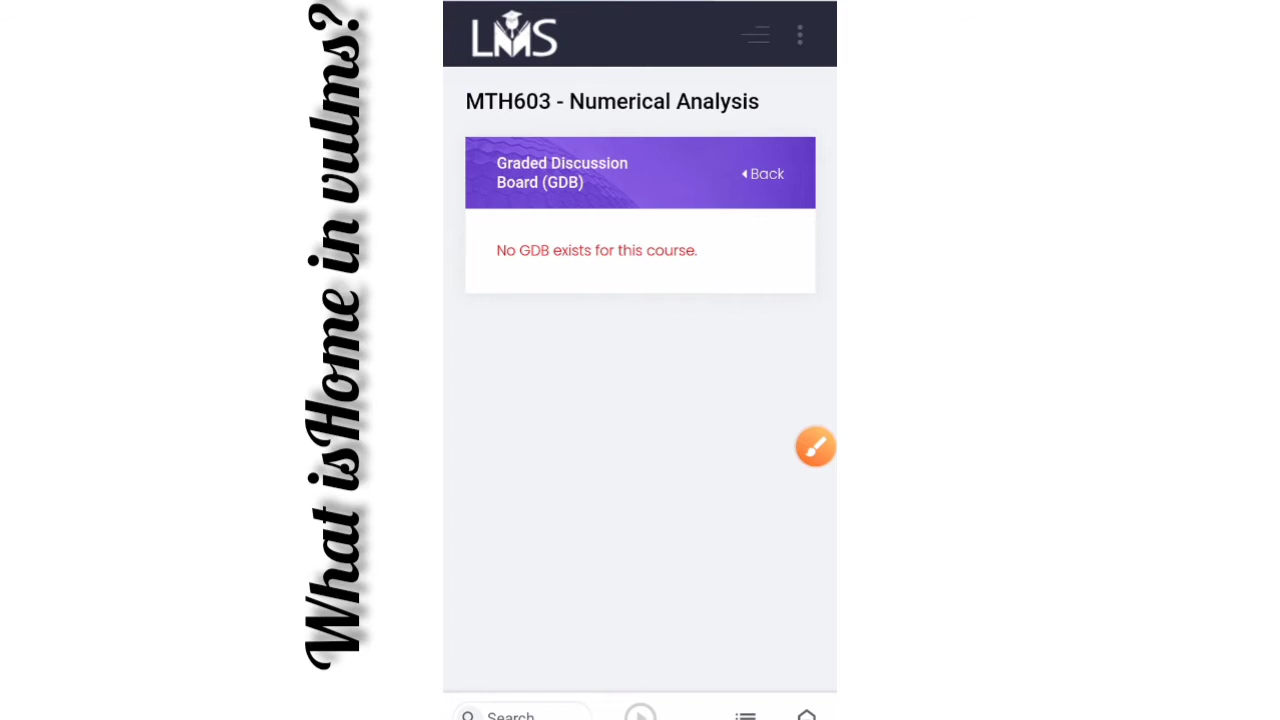 What isHome in vulms?
LMS
MTH603 - Numerical Analysis
Graded Discussion
Board (GDB)
Back
No GDB exists for this course.
Search